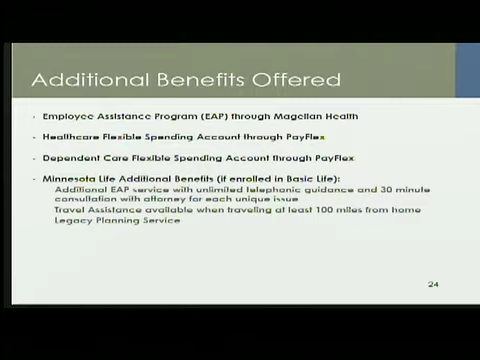 Additional Benefits Offered
- Employee Assistance Program (EAP) through Magellan Health
- Healthcare Flexible Spending Account through PayFlex
- Dependent Care Flexible Spending Account through PayFlex
- Minnesota Life Additional Benefits (if enrolled in Basic Life):
Additional EAP service with unlimited telephonic guidance and 30 minute
consultation with attorney for each unique issue
Travel Assistance available when traveling at least 100 miles from home
Legacy Planning Service
24